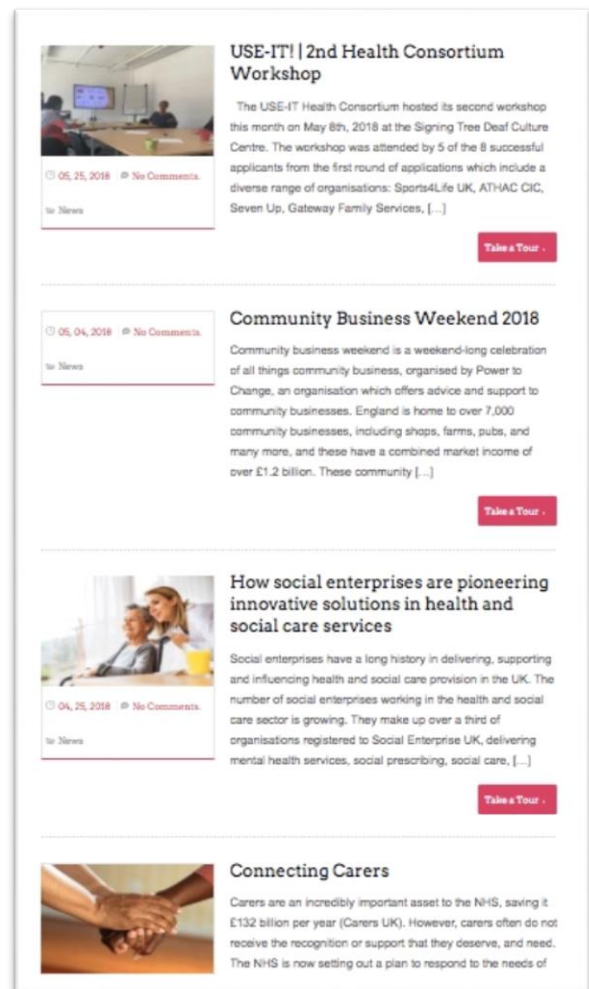 USE-IT! | 2nd Health Consortium
Workshop
The USE-IT Health Consortium hosted its second workshop
this month on May 8th, 2018 at the Signing Tree Deaf Culture
Centre. The workshop was attended by 5 of the 8 successful
applicants from the first round of applications which include a
diverse range of organisations: Sports4Life UK, ATHAC CIC,
Seven Up, Gateway Family Services, [...]
05, 25, 2018 No Comments.
News
Take a Tour
Community Business Weekend 2018
05, 04, 2018 No Comments.
News
Community business weekend is a weekend-long celebration
of all things community business, organised by Power to
Change, an organisation which offers advice and support to
community businesses. England is home to over 7,000
community businesses, including shops, farms, pubs, and
many more, and these have a combined market income of
over £1.2 billion. These community [...]
Take a Tour
How social enterprises are pioneering
innovative solutions in health and
social care services
Social enterprises have a long history in delivering, supporting
and influencing health and social care provision in the UK. The
number of social enterprises working in the health and social
care sector is growing. They make up over a third of
organisations registered to Social Enterprise UK, delivering
mental health services, social prescribing, social care, [...]
04, 25, 2018 No Comments.
News
Take a Tour
Connecting Carers
Carers are an incredibly important asset to the NHS, saving it
£132 billion per year (Carers UK). However, carers often do not
receive the recognition or support that they deserve, and need.
The NHS is now setting out a plan to respond to the needs of